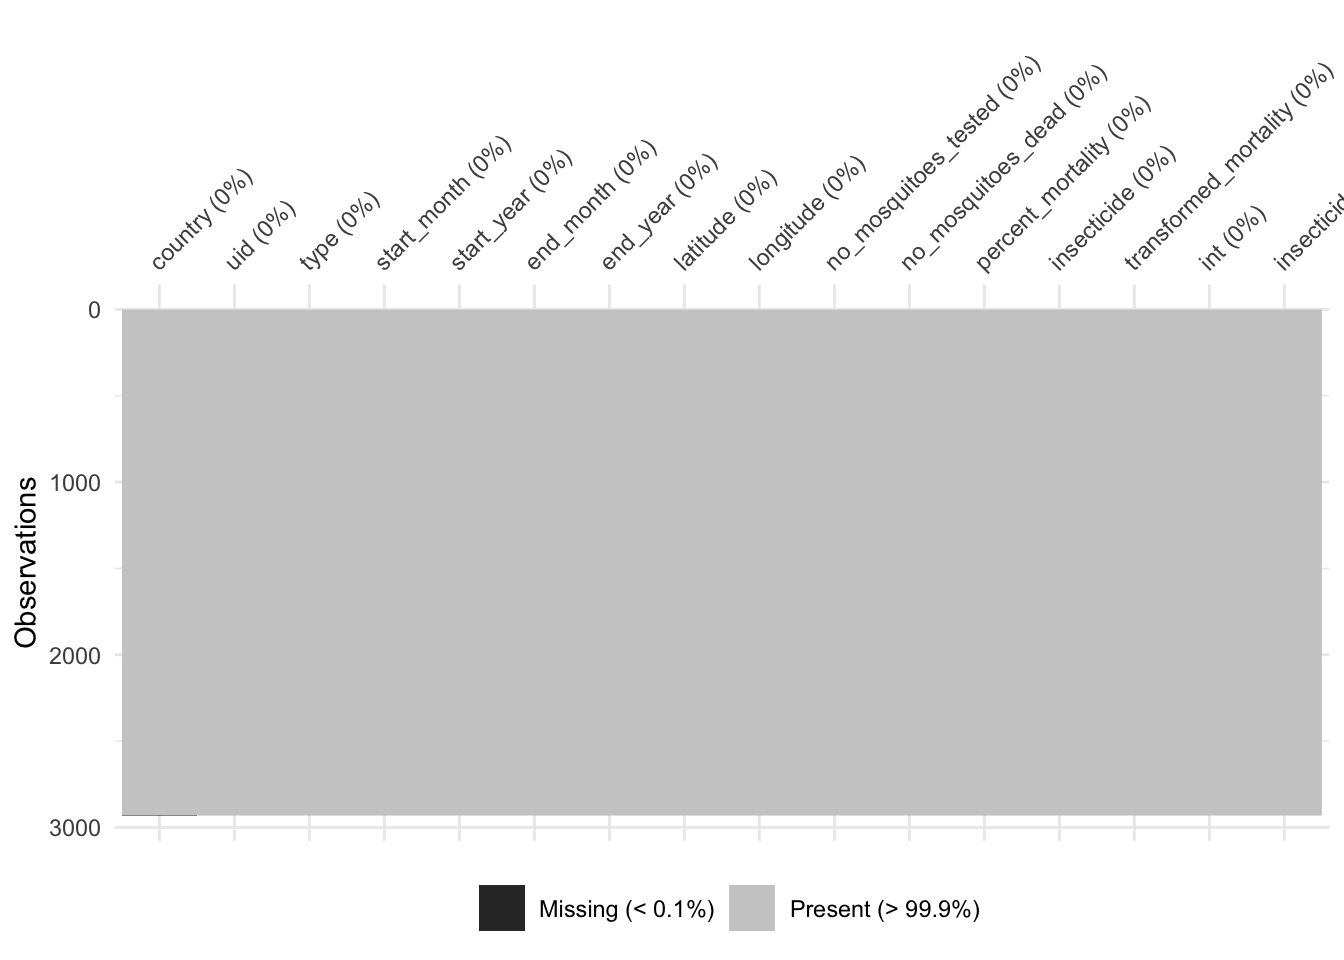 country (0%)
uid (0%)
type (0%)
start_month (0%)
start_year (0%)
end_month (0%)
end_year (0%)
latitude (0%)
longitude (0%)
no_mosquitoes_tested (0%)
no_mosquitoes_dead (0%)
percent_mortality (0%)
insecticide (0%)
transformed_mortality (0%)
int (0%)
0
1000
2000
3000
Observations
Missing (< 0.1%)
Present (> 99.9%)